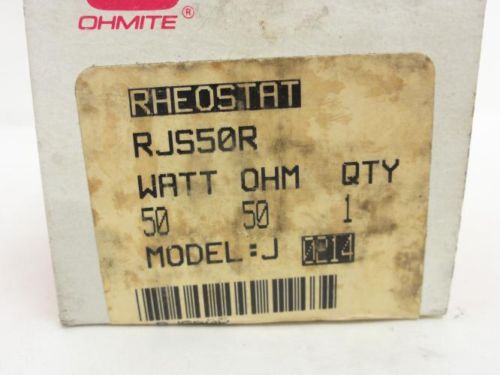 OHMITE®
RHEOSTAT
RJS50R
WATT OHM QTY
50 50 1
MODEL:J 0214